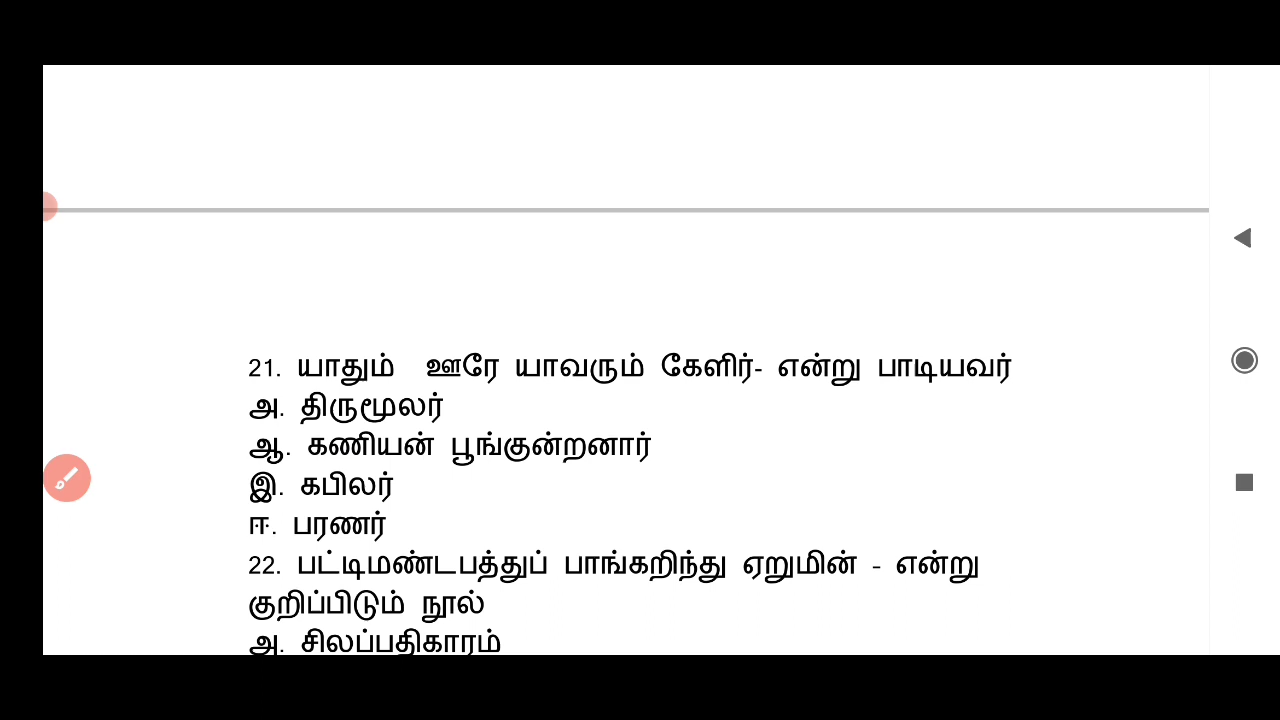 21. யாதும் ஊரே யாவரும் கேளிர்- என்று பாடியவர்
அ. திருமூலர்
ஆ. கணியன் பூங்குன்றனார்
இ. கபிலர்
ஈ. பரணர்
22. பட்டிமண்டபத்துப் பாங்கறிந்து ஏறுமின் - என்று
குறிப்பிடும் நூல்
அ. சிலப்பதிகாரம்